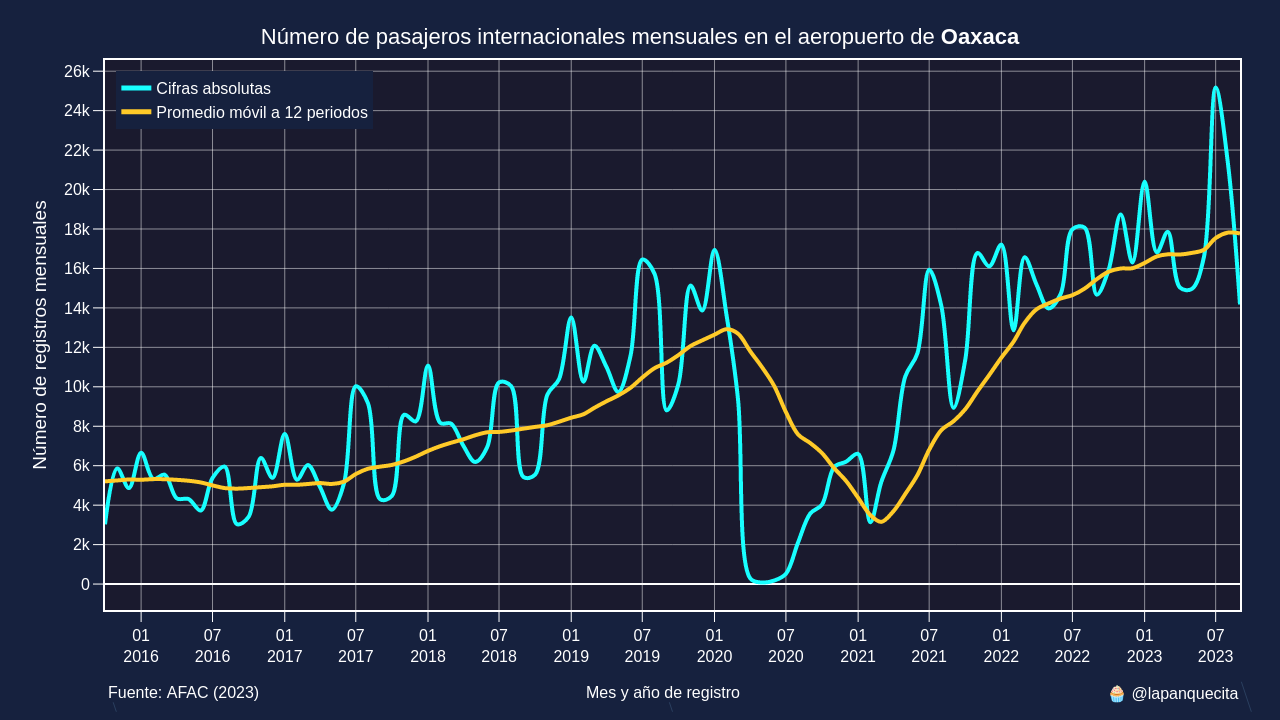 Número de pasajeros internacionales mensuales en el aeropuerto de Oaxaca
Cifras absolutas
Promedio móvil a 12 periodos
Número de registros mensuales
26k
24k
22k
20k
18k
16k
14k
12k
10k
8k
6k
4k
2k
0
01 07 01 07 01 07 01 07 01 07 01 07 01 07 01 07
2016 2016 2017 2017 2018 2018 2019 2019 2020 2020 2021 2021 2022 2022 2023 2023
Fuente: AFAC (2023) Mes y año de registro 🧁 @lapanquecita